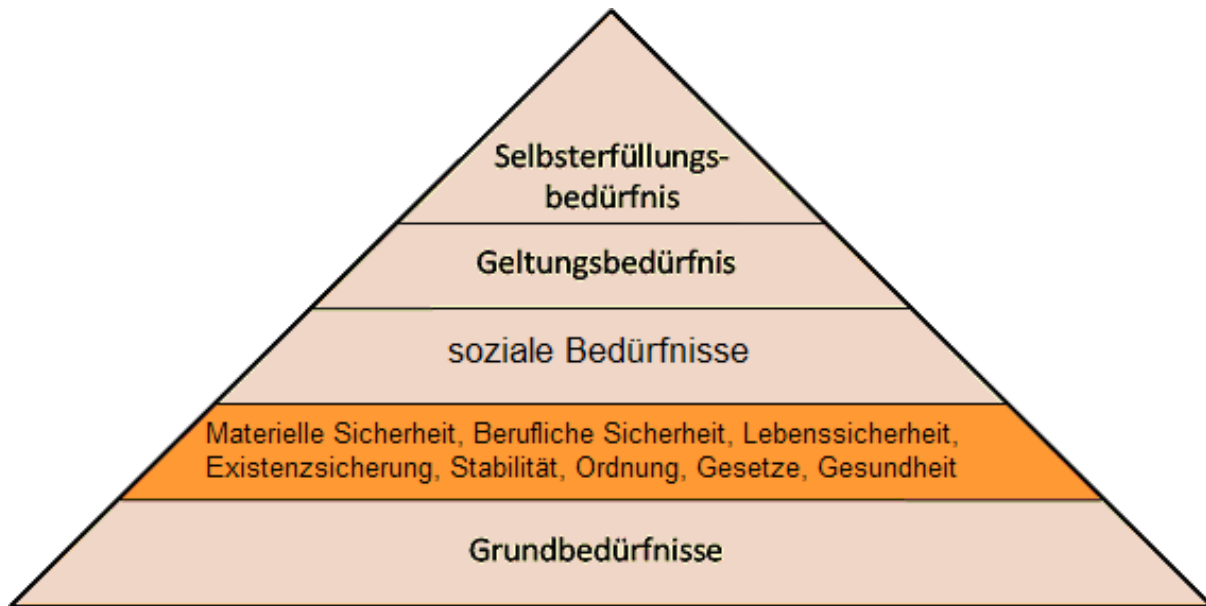 Selbsterfüllungs-
bedürfnis
Geltungsbedürfnis
soziale Bedürfnisse
Materielle Sicherheit, Berufliche Sicherheit, Lebenssicherheit,
Existenzsicherung, Stabilität, Ordnung, Gesetze, Gesundheit
Grundbedürfnisse